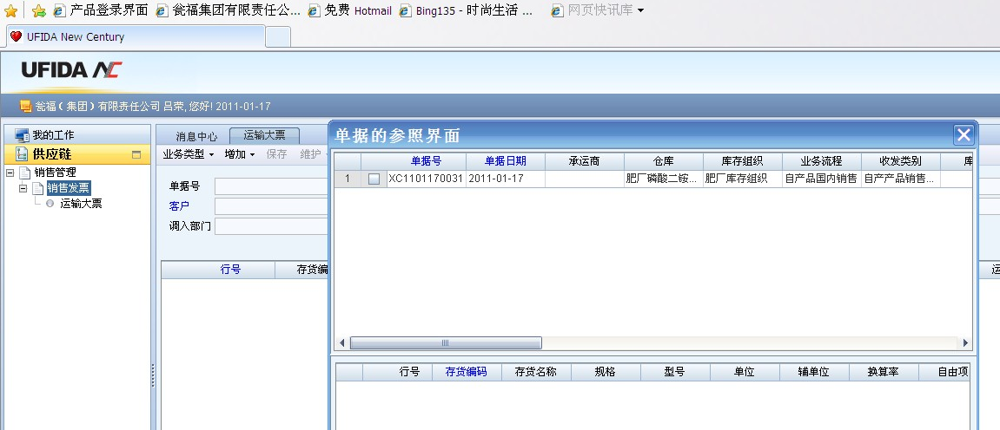 产品登录界面 瓮福集团有限责任公... 免费 Hotmail Bing135 - 时尚生活 ... 网页快讯库
UFIDA New Century
UFIDA NC
瓮福（集团）有限责任公司 吕荣, 您好! 2011-01-17
我的工作
供应链
销售管理
销售发票
运输大票
消息中心 运输大票
业务类型 增加 保存 维护
单据号
客户
调入部门
行号 存货编
单据的参照界面
单据号 单据日期 承运商 仓库 库存组织 业务流程 收发类别 库
1 XC1101170031 2011-01-17 肥厂磷酸二铵... 肥厂库存组织 自产品国内销售 自产产品销售...
行号 存货编码 存货名称 规格 型号 单位 辅单位 换算率 自由项
运